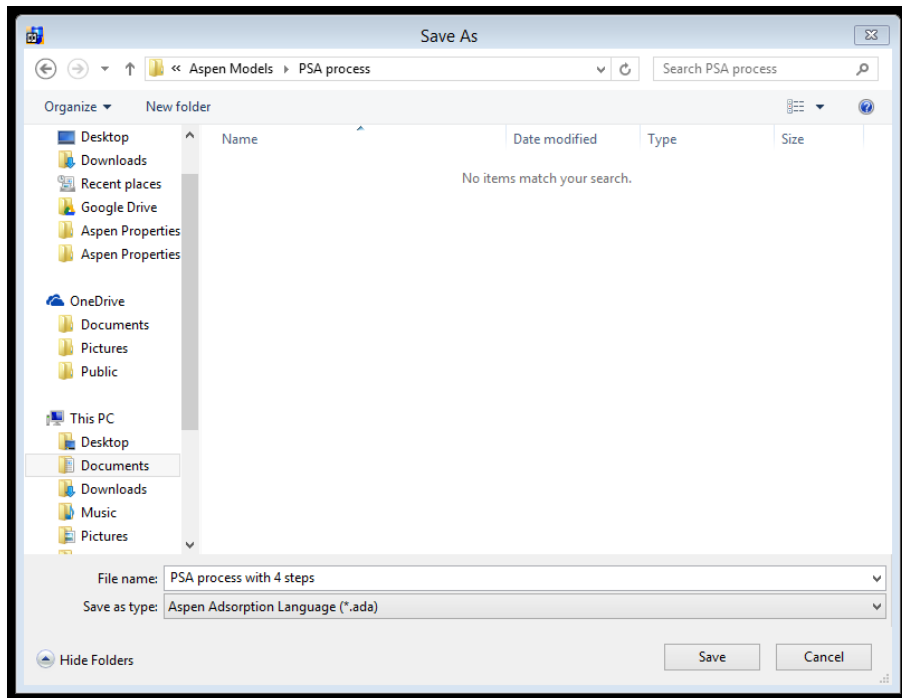 Save As
« Aspen Models PSA process
Search PSA process
Organize New folder
Name Date modified Type Size
No items match your search.
Desktop
Downloads
Recent places
Google Drive
Aspen Properties
Aspen Properties
OneDrive
Documents
Pictures
Public
This PC
Desktop
Documents
Downloads
Music
Pictures
File name: PSA process with 4 steps
Save as type: Aspen Adsorption Language (*.ada)
Hide Folders Save Cancel